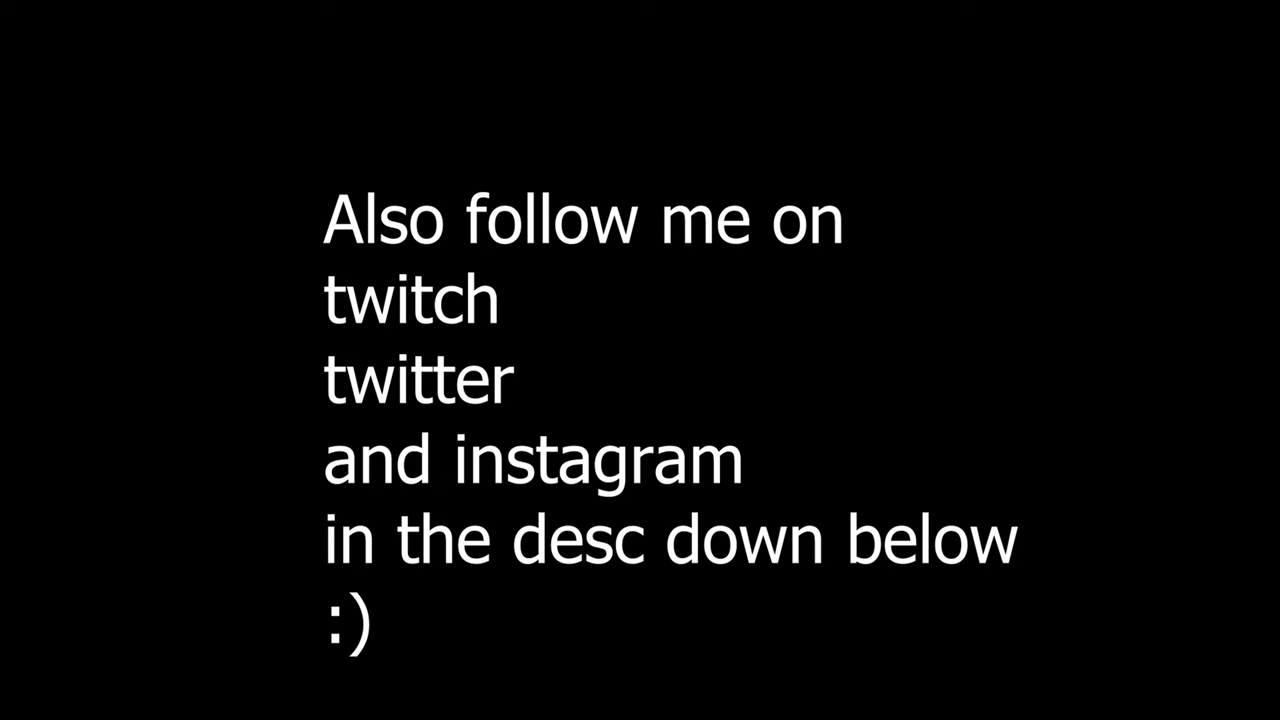 Also follow me on
twitch
twitter
and instagram
in the desc down below
:)